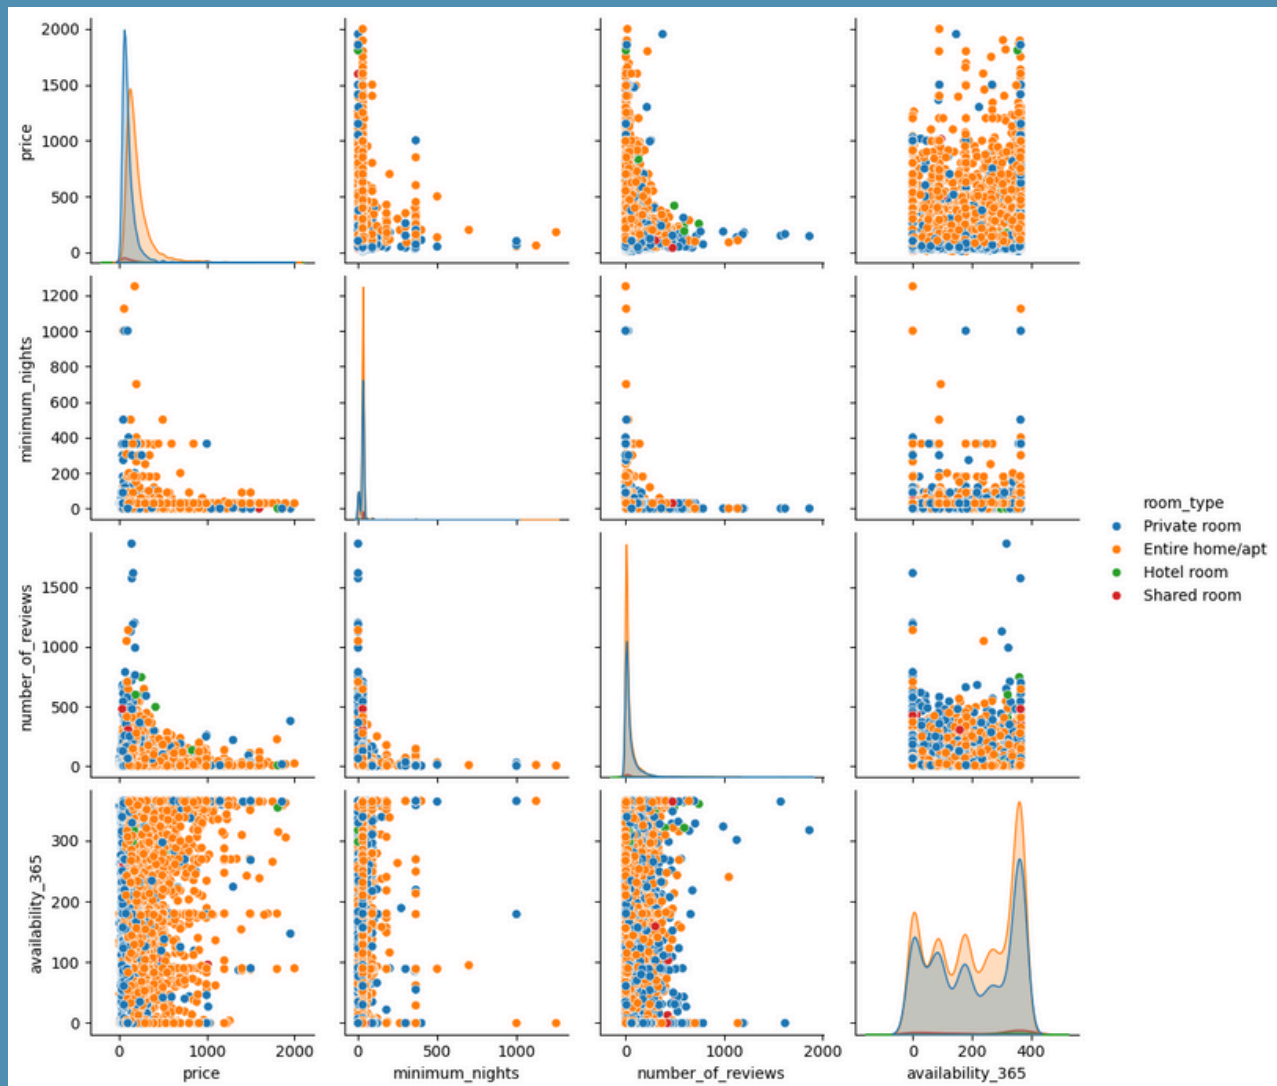 2000
1500
1000
500
0
price
1200
1000
800
600
400
200
0
minimum_nights
1500
1000
500
0
number_of_reviews
300
200
100
0
availability_365
0 1000 2000
price
0 500 1000
minimum_nights
0 1000 2000
number_of_reviews
0 200 400
availability_365
room_type
Private room
Entire home/apt
Hotel room
Shared room